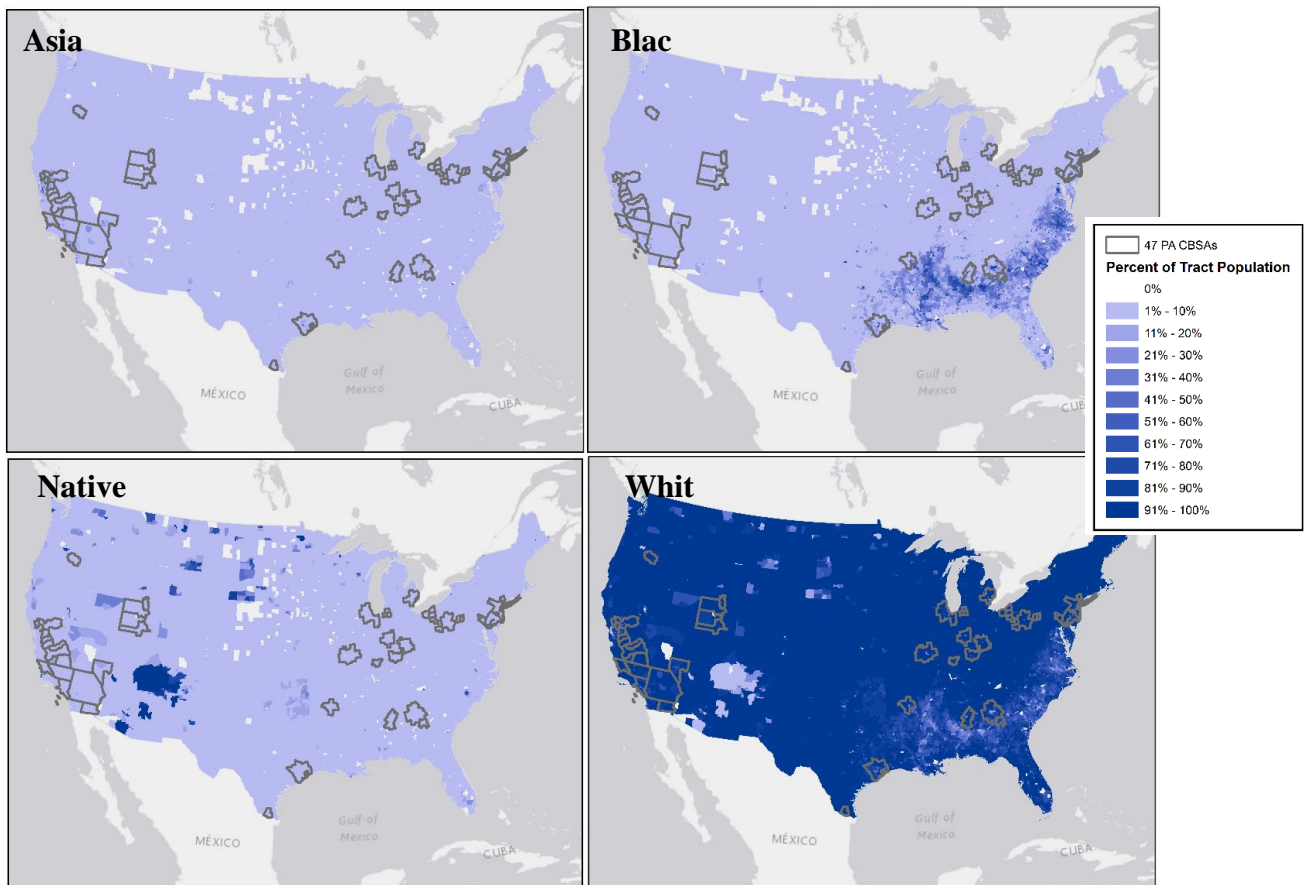 Asia
Blac
Gulf of
Mexico
MÉXICO
CUBA
Gulf of
Mexico
MÉXICO
CUBA
47 PA CBSAs
Percent of Tract Population
0%
1% - 10%
11% - 20%
21% - 30%
31% - 40%
41% - 50%
51% - 60%
61% - 70%
71% - 80%
81% - 90%
91% - 100%
Native
Whit
Gulf of
Mexico
MÉXICO
CUBA
Gulf of
Mexico
MÉXICO
CUBA